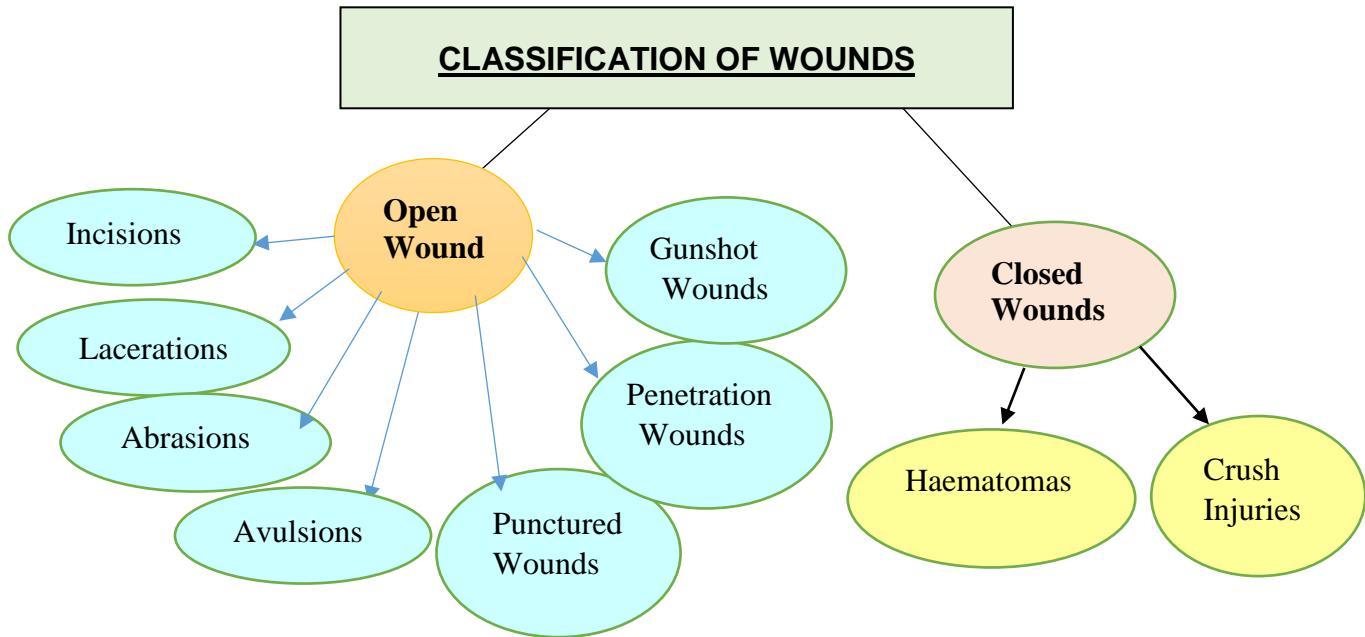 CLASSIFICATION OF WOUNDS
Open
Wound
Incisions
Lacerations
Abrasions
Avulsions
Punctured
Wounds
Penetration
Wounds
Gunshot
Wounds
Closed
Wounds
Haematomas
Crush
Injuries